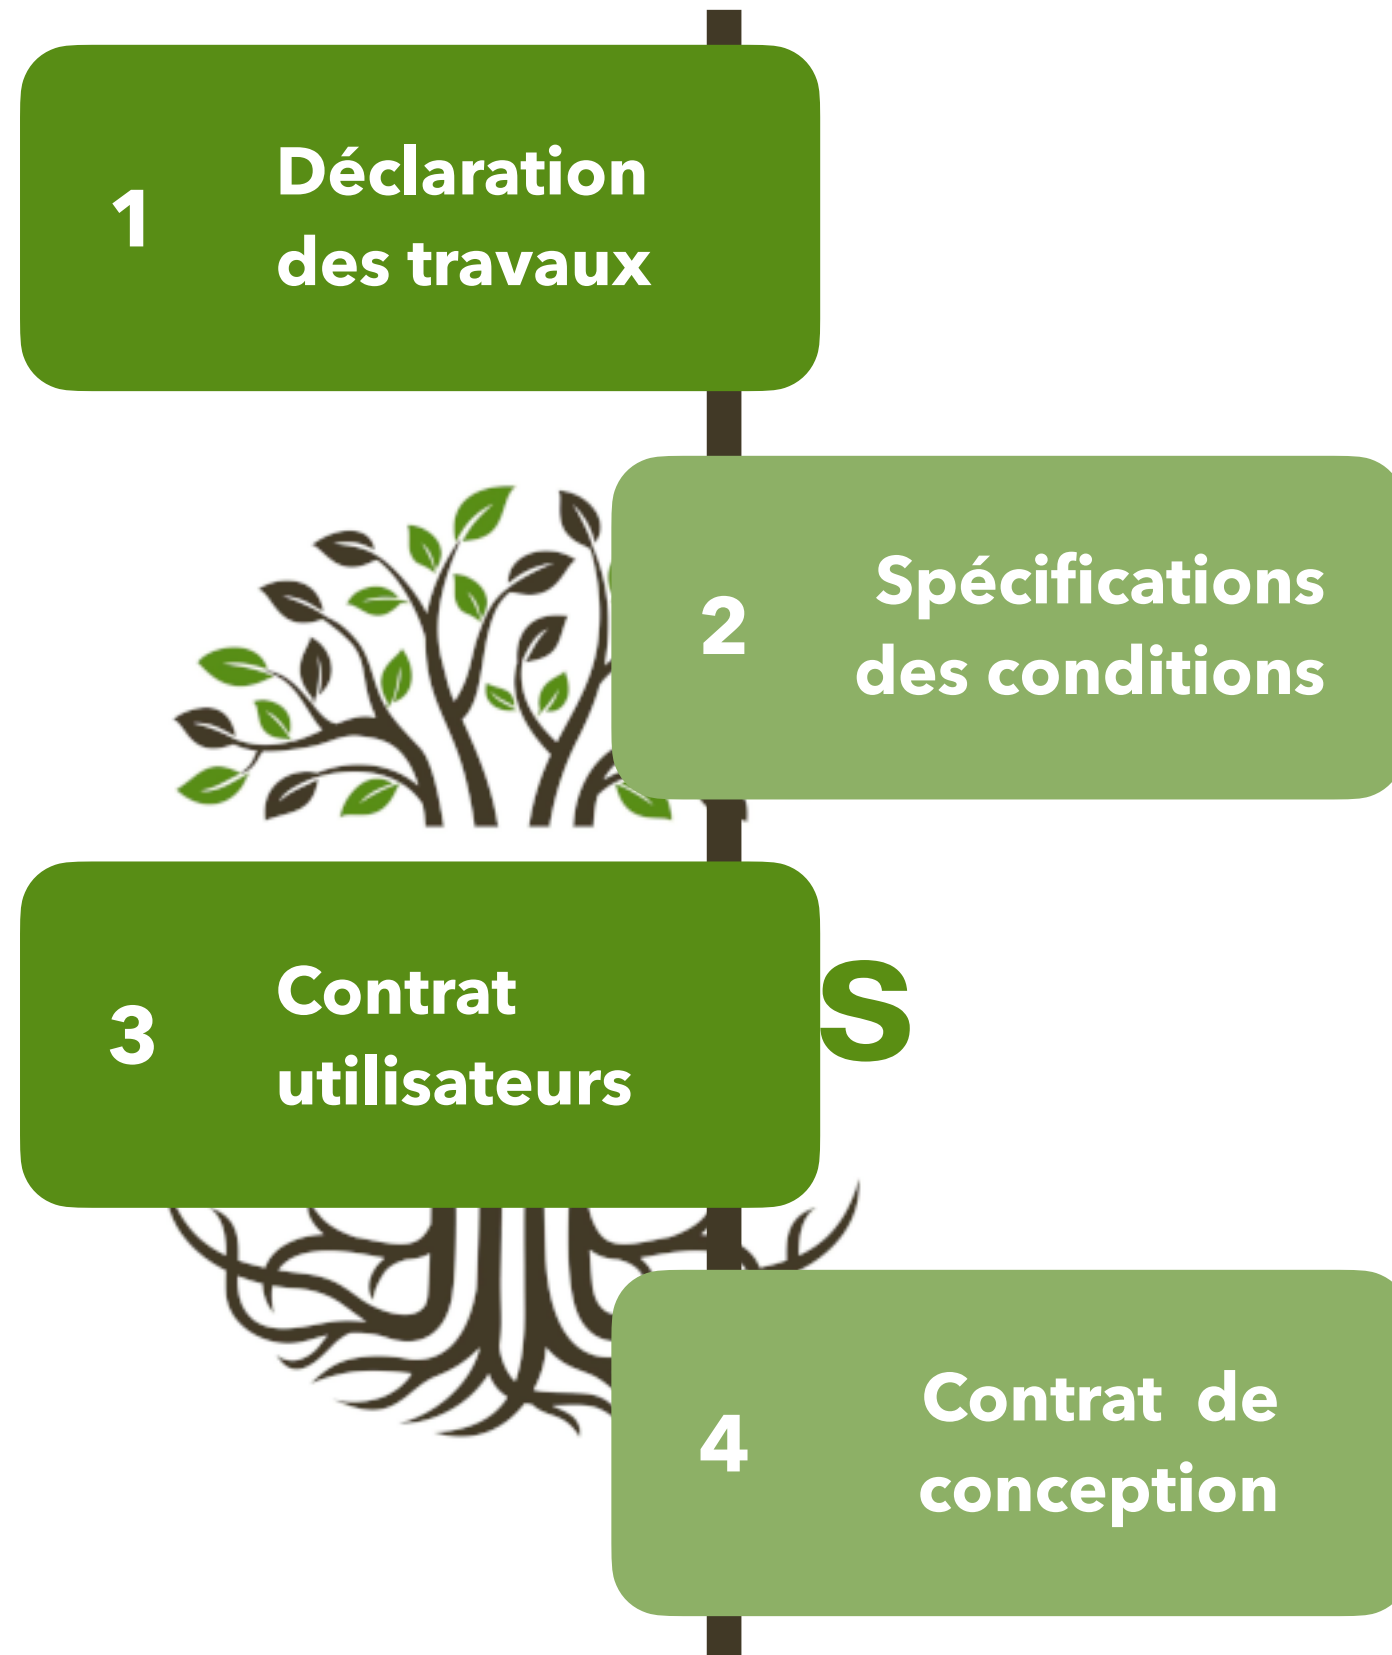 1
Déclaration
des travaux
2
Spécifications
des conditions
3
Contrat
utilisateurs
S
4
Contrat de
conception